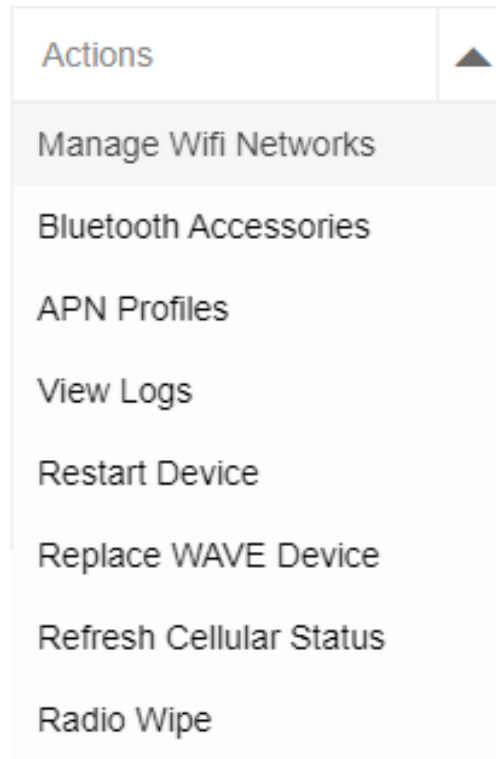 Actions
Manage Wifi Networks
Bluetooth Accessories
APN Profiles
View Logs
Restart Device
Replace WAVE Device
Refresh Cellular Status
Radio Wipe